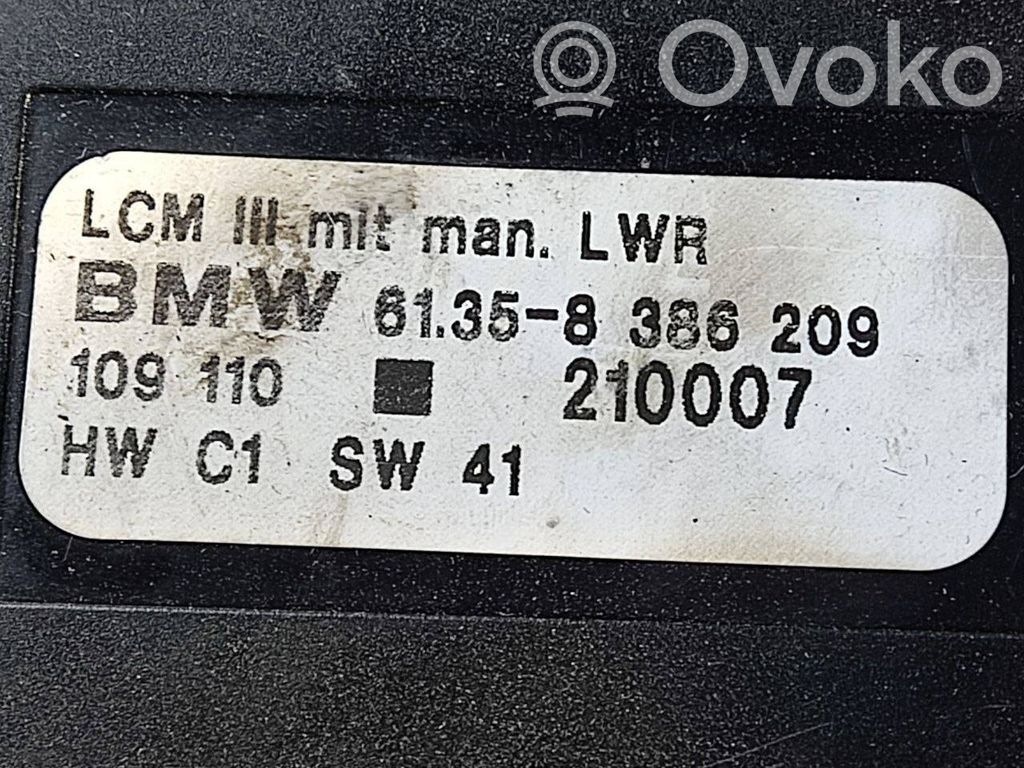 Ovoko
LCM III mit man. LWR
BMW 61.35-8 386 209
109 110 210007
HW C1 SW 41